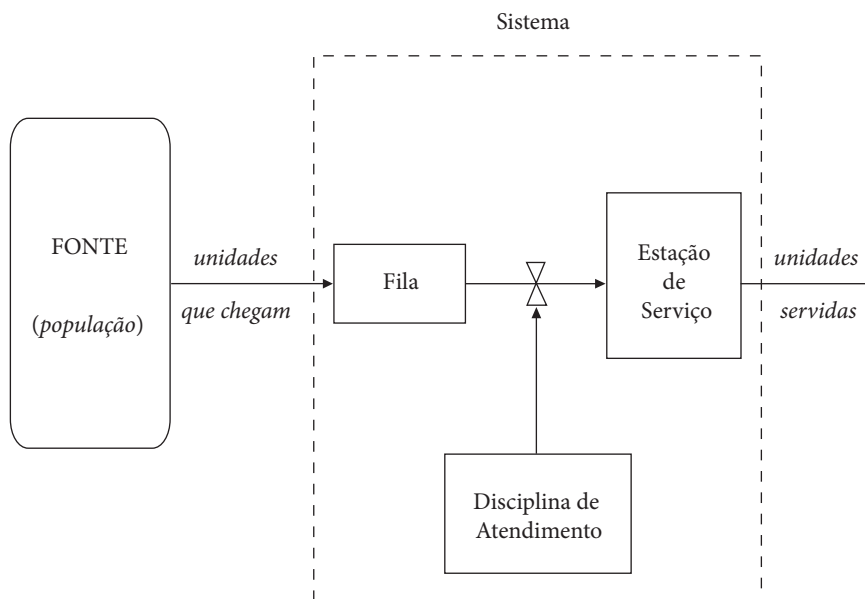 Sistema
FONTE
(população)
unidades
que chegam
Fila
Estação
de
Serviço
unidades
servidas
Disciplina de
Atendimento